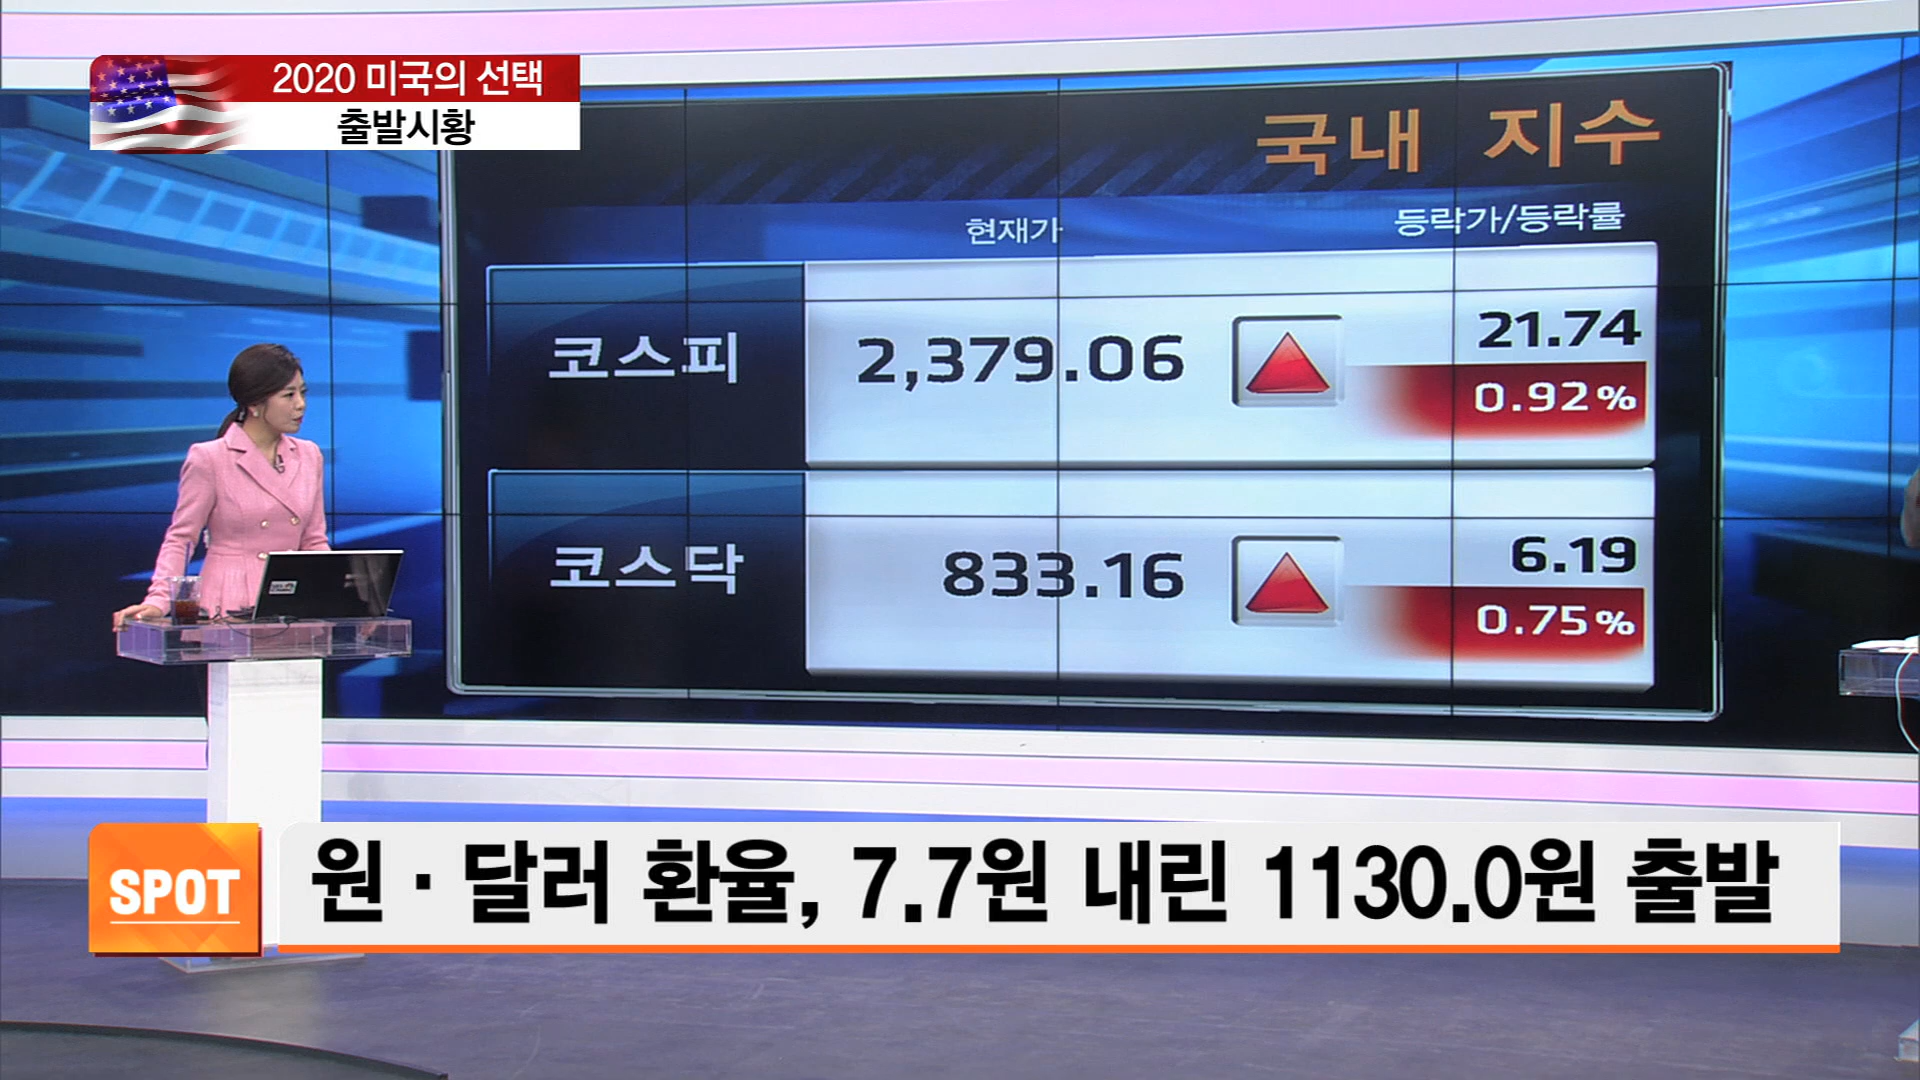 2020 미국의 선택
출발시황
국내 지수
현재가 등락가/등락률
코스피 2,379.06 21.74
0.92%
코스닥 833.16 6.19
0.75%
SPOT
원·달러 환율, 7.7원 내린 1130.0원 출발